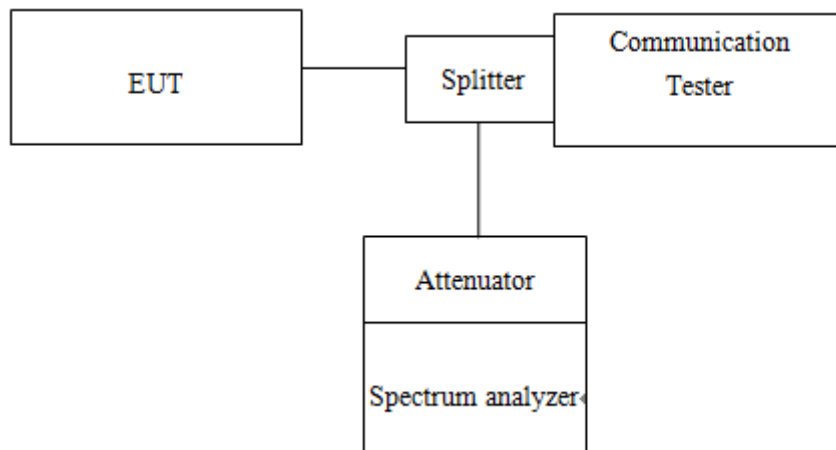 EUT
Splitter
Communication
Tester
Attenuator
Spectrum analyzer